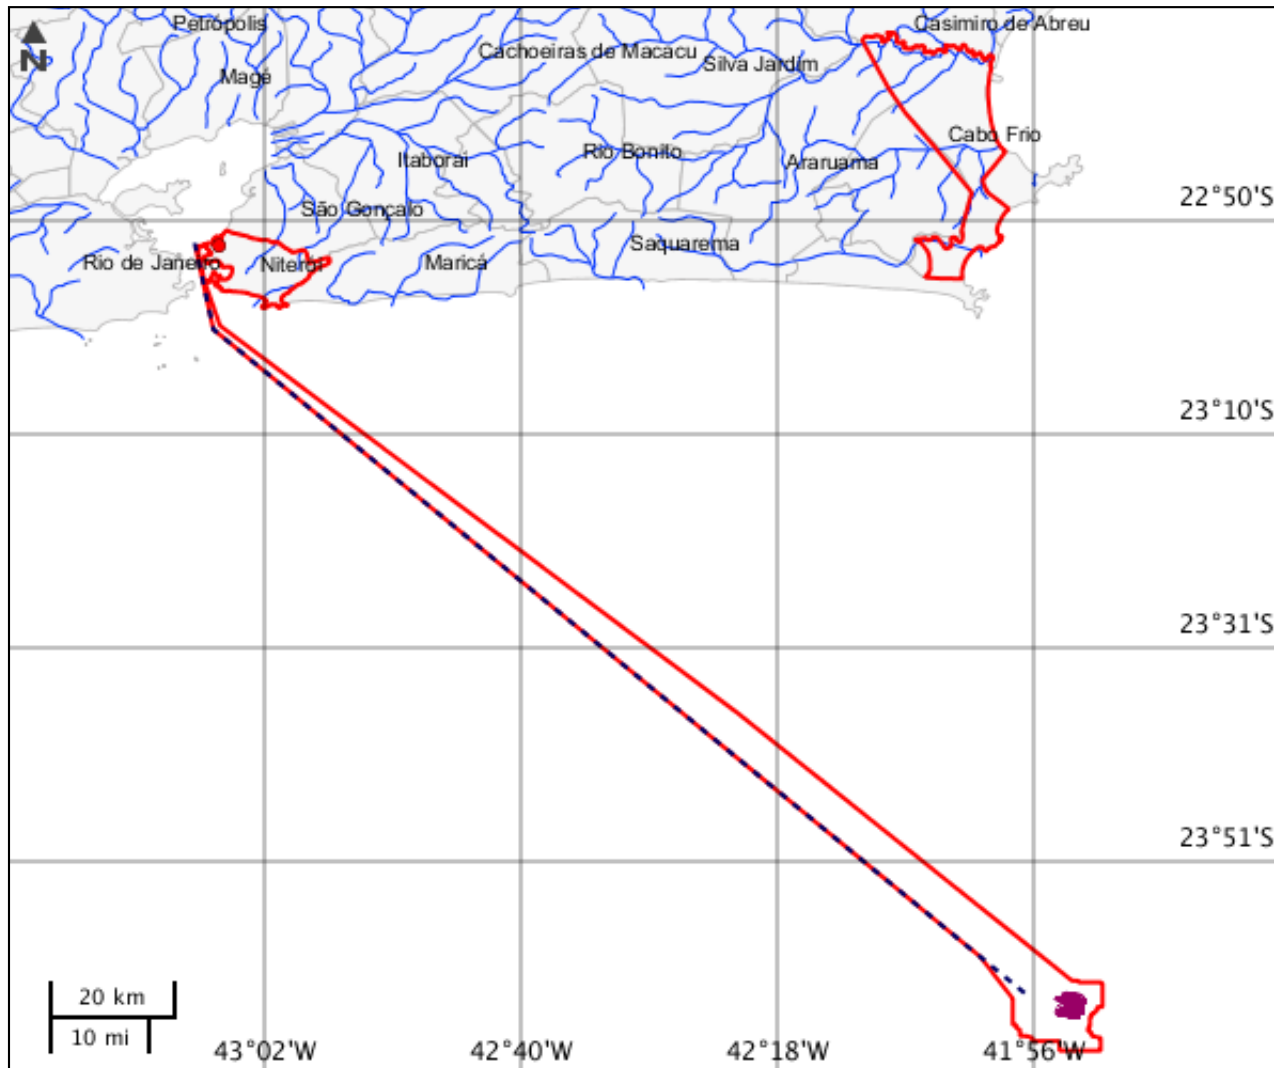 N
Petrópolis
Casimiro de Abreu
Cachoeiras de Macacu
Silva Jardim
Magé
Cabo Frio
Rio Bonito
Itaboraí
Araruama
22°50'S
São Gonçalo
Saquarema
Rio de Janeiro
Niterói
Maricá
23°10'S
23°31'S
23°51'S
20 km
10 mi
43°02'W
42°40'W
42°18'W
41°56'W